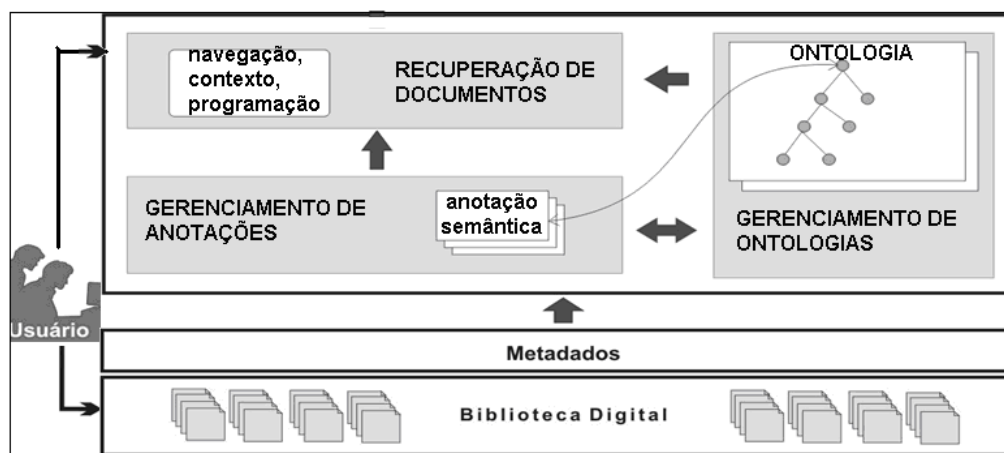 navegação,
contexto,
programação
RECUPERAÇÃO DE
DOCUMENTOS
ONTOLOGIA
GERENCIAMENTO DE
ANOTAÇÕES
anotação
semântica
GERENCIAMENTO DE
ONTOLOGIAS
Usuário
Metadados
Biblioteca Digital